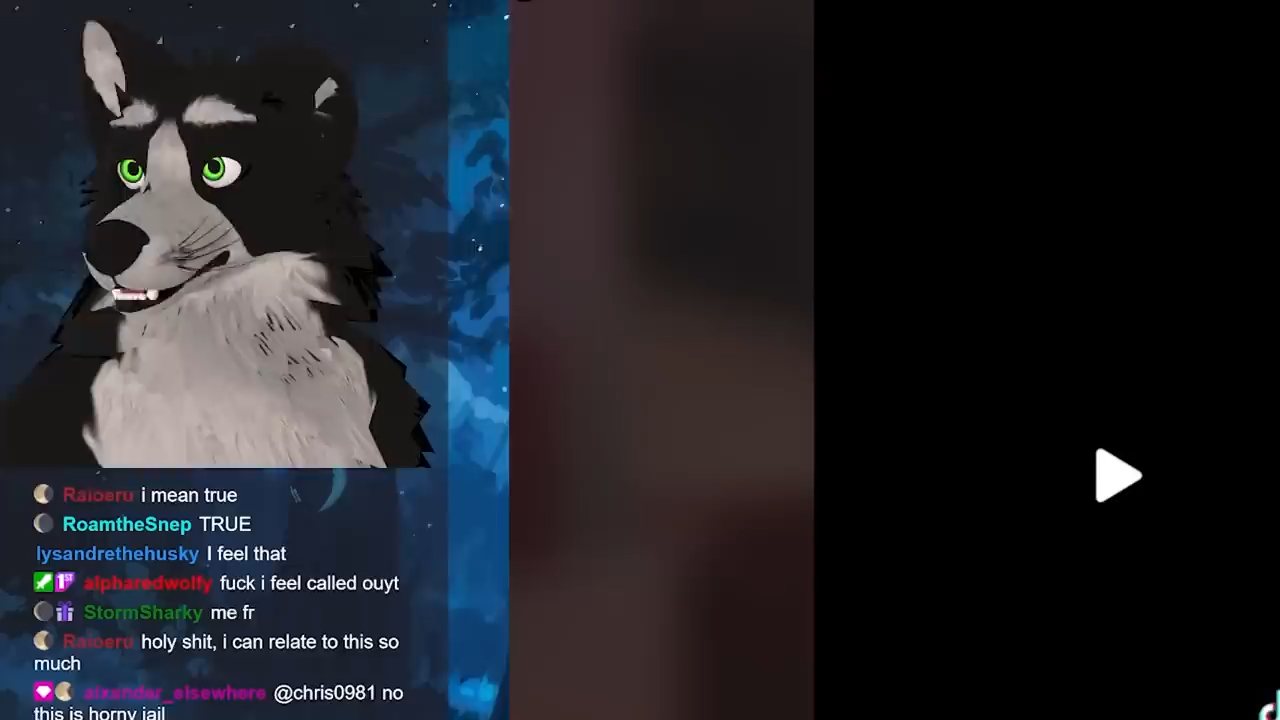 Raioeru i mean true
RoamtheSnep TRUE
lysandrethehusky I feel that
alpharedwolfy fuck i feel called ouyt
StormSharky me fr
Raioeru holy shit, i can relate to this so
much
alxander_elsewhere @chris0981 no
this is horny jail